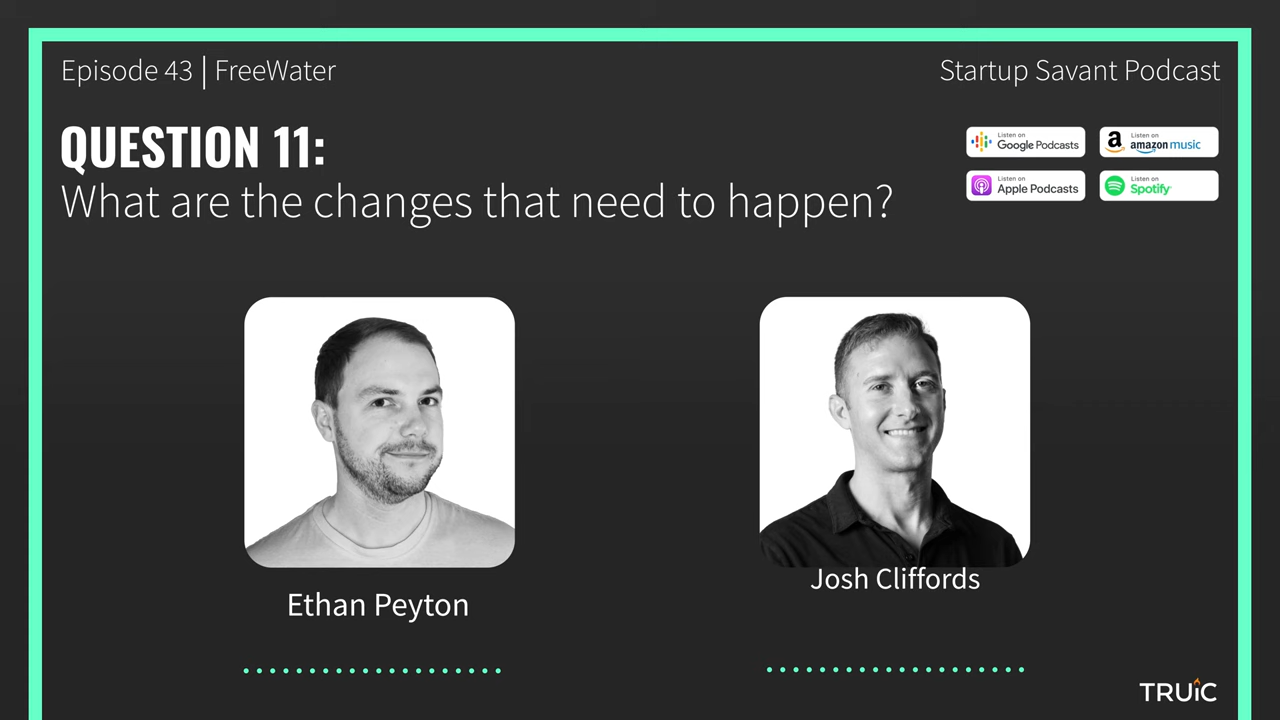 Episode 43 | FreeWater
Startup Savant Podcast
QUESTION 11:
What are the changes that need to happen?
Listen on
Google Podcasts
Listen on
amazon music
Listen on
Apple Podcasts
Listen on
Spotify
Ethan Peyton
Josh Cliffords
TRUiC